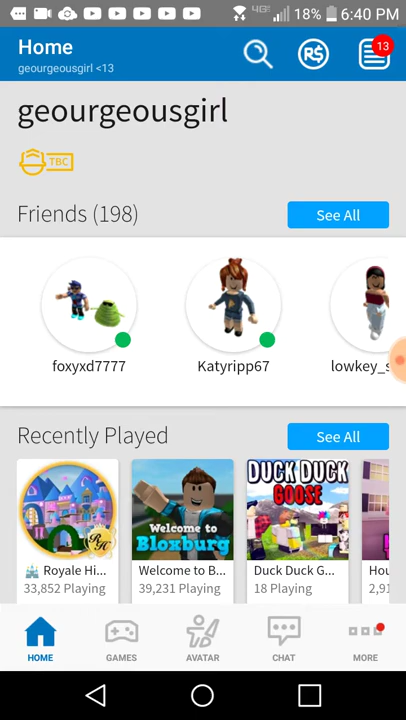 4G 18% 6:40 PM
Home
geourgeousgirl <13
R$
13
geourgeousgirl
TBC
Friends (198)
See All
foxyxd7777
Katyripp67
lowkey_s
Recently Played
See All
RH
Welcome to
Bloxburg
DUCK DUCK
GOOSE
Royale Hi...
Welcome to B...
Duck Duck G...
Hou
33,852 Playing
39,231 Playing
18 Playing
2,91
HOME
GAMES
AVATAR
CHAT
MORE